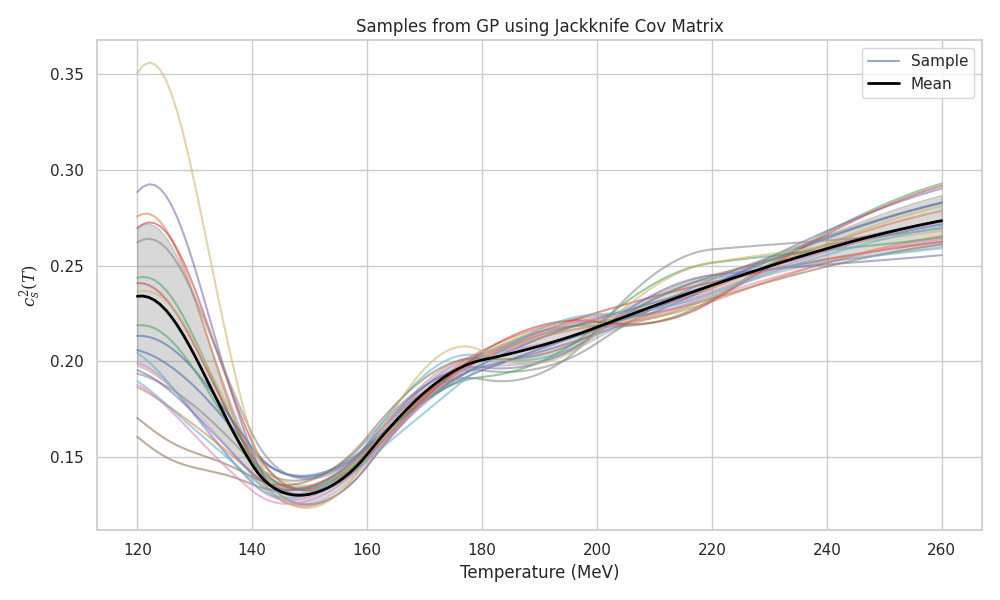 Samples from GP using Jackknife Cov Matrix
Sample
Mean
0.35
0.30
0.25
0.20
0.15
c_s^2(T)
120 140 160 180 200 220 240 260
Temperature (MeV)